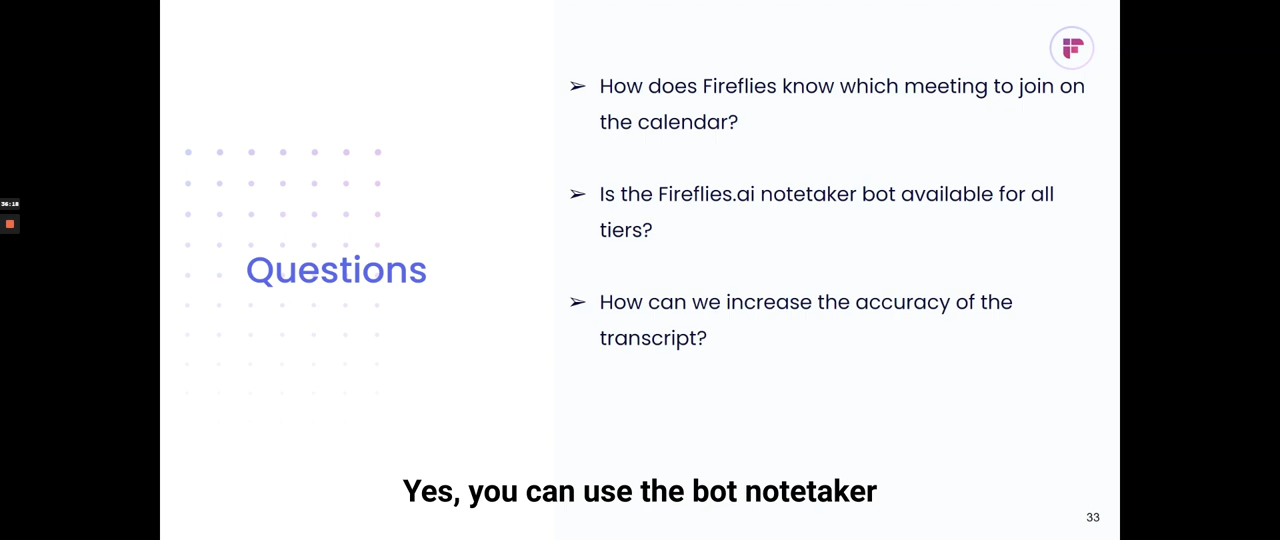 ➢ How does Fireflies know which meeting to join on
the calendar?
➢ Is the Fireflies.ai notetaker bot available for all
tiers?
36:18
Questions
➢ How can we increase the accuracy of the
transcript?
Yes, you can use the bot notetaker
33